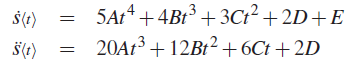 ṡ⟨t⟩ = 5At⁴ + 4Bt³ + 3Ct² + 2D + E
s̈⟨t⟩ = 20At³ + 12Bt² + 6Ct + 2D